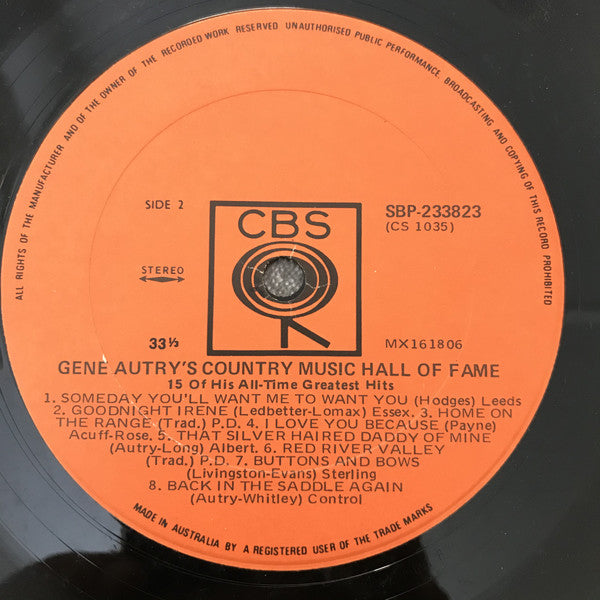 ALL RIGHTS OF THE MANUFACTURER AND OF THE OWNER OF THE RECORDED WORK RESERVED UNAUTHORISED PUBLIC PERFORMANCE, BROADCASTING AND COPYING OF THIS RECORD PROHIBITED
SIDE 2
CBS
SBP-233823
(CS 1035)
STEREO
33⅓
MX161806
GENE AUTRY'S COUNTRY MUSIC HALL OF FAME
15 Of His All-Time Greatest Hits
1. SOMEDAY YOU'LL WANT ME TO WANT YOU (Hodges) Leeds
2. GOODNIGHT IRENE (Ledbetter-Lomax) Essex. 3. HOME ON
THE RANGE (Trad.) P.D. 4. I LOVE YOU BECAUSE (Payne)
Acuff-Rose. 5. THAT SILVER HAIRED DADDY OF MINE
(Autry-Long) Albert. 6. RED RIVER VALLEY
(Trad.) P.D. 7. BUTTONS AND BOWS
(Livingston-Evans) Sterling
8. BACK IN THE SADDLE AGAIN
(Autry-Whitley) Control
MADE IN AUSTRALIA BY A REGISTERED USER OF THE TRADE MARKS